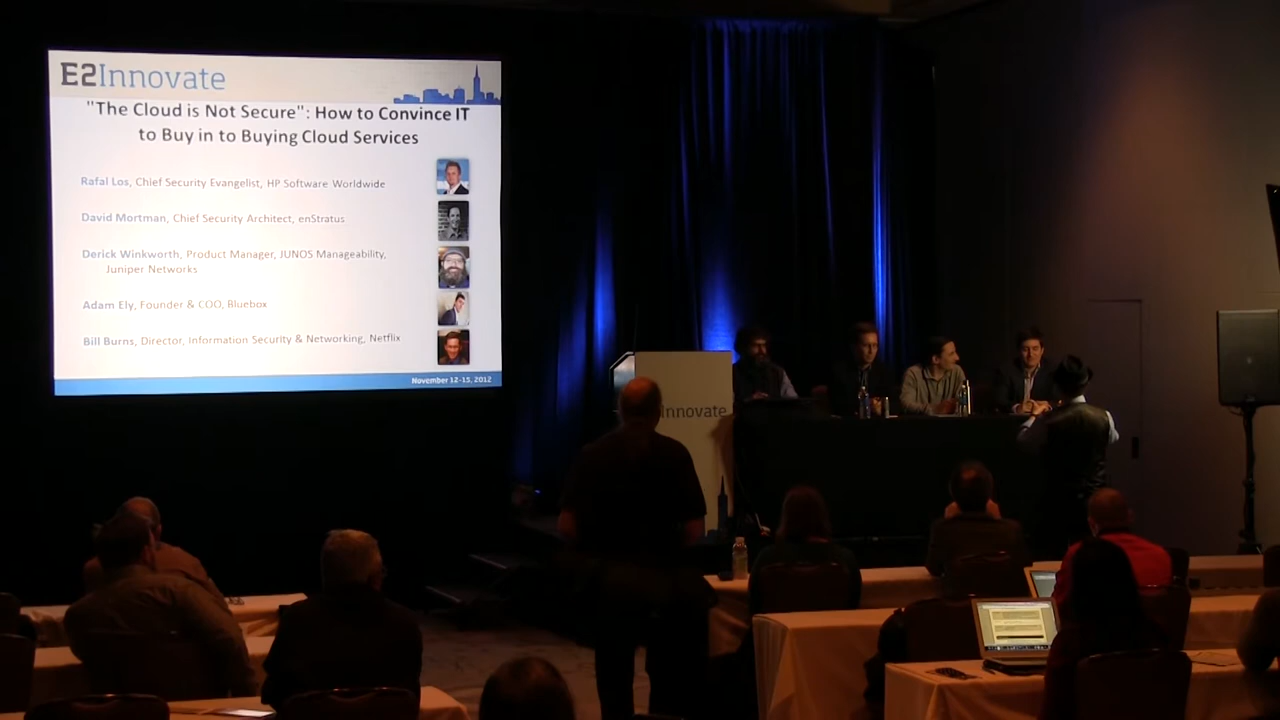 E2Innovate
"The Cloud is Not Secure": How to Convince IT
to Buy in to Buying Cloud Services
Rafal Los, Chief Security Evangelist, HP Software Worldwide
David Mortman, Chief Security Architect, enStratus
Derick Winkworth, Product Manager, JUNOS Manageability,
Juniper Networks
Adam Ely, Founder & COO, Bluebox
Bill Burns, Director, Information Security & Networking, Netflix
November 12-15, 2012
Innovate